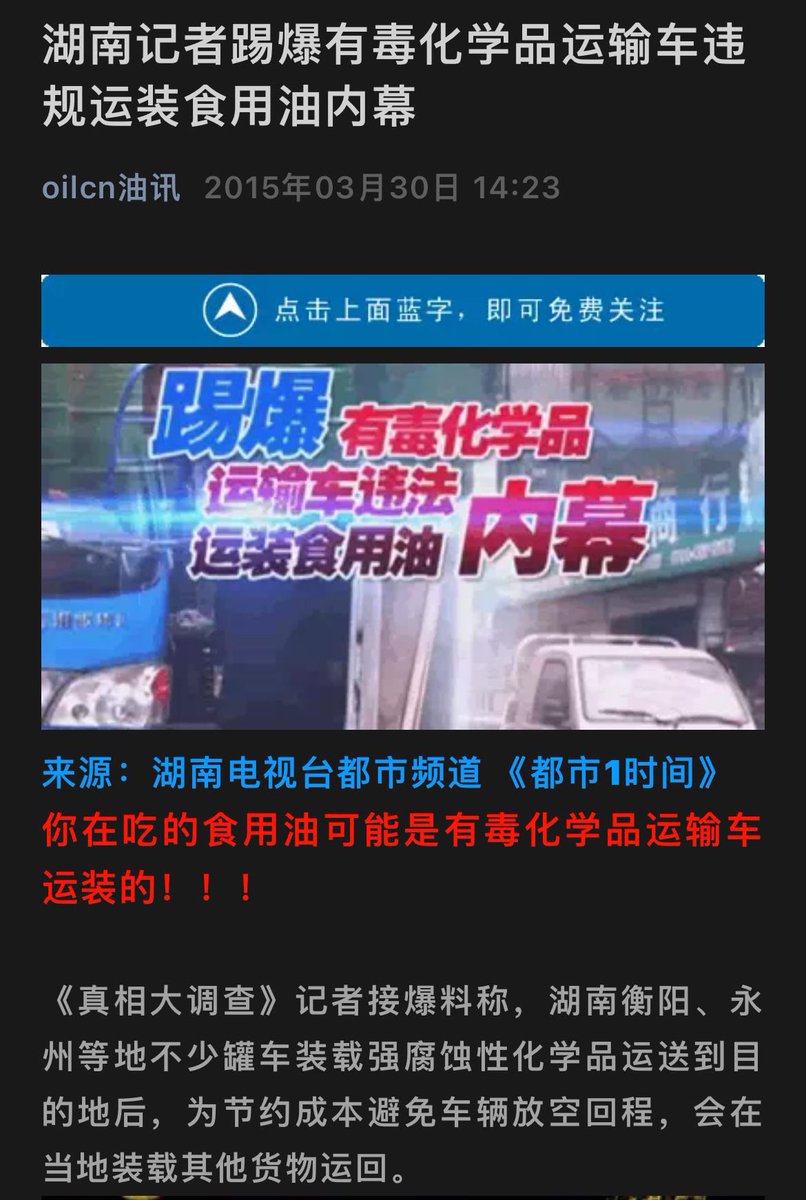 湖南记者踢爆有毒化学品运输车违
规运装食用油内幕
oilcn油讯 2015年03月30日 14:23
点击上面蓝字，即可免费关注
踢爆有毒化学品
运输车违法
运装食用油 内幕
商行
来源：湖南电视台都市频道《都市1时间》
你在吃的食用油可能是有毒化学品运输车
运装的！！！
《真相大调查》记者接爆料称，湖南衡阳、永
州等地不少罐车装载强腐蚀性化学品运送到目
的地后，为节约成本避免车辆放空回程，会在
当地装载其他货物运回。